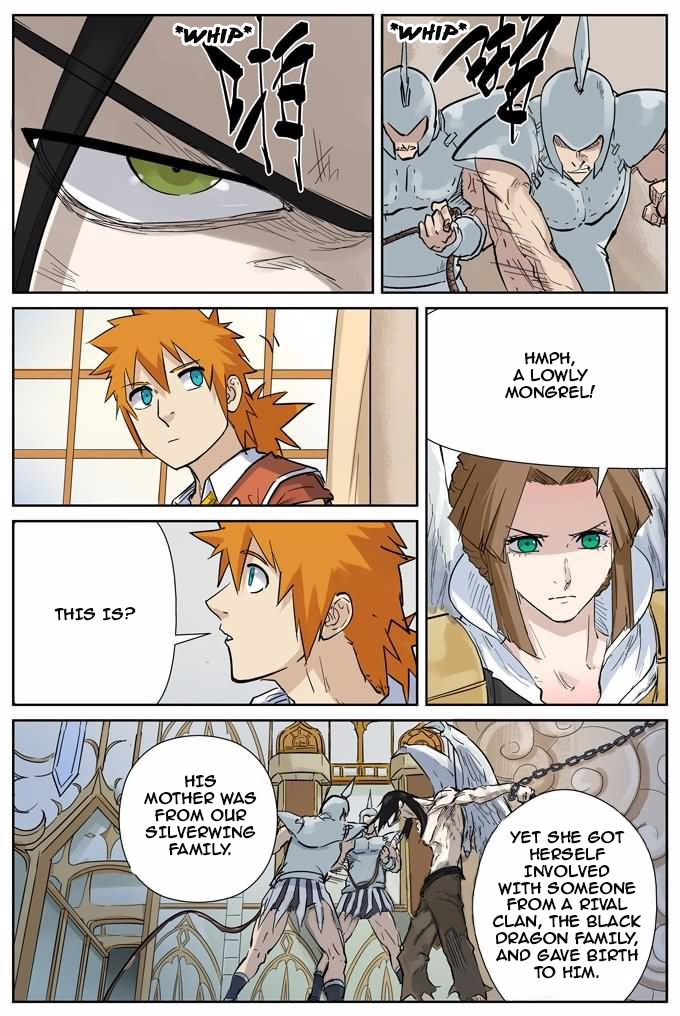 *WHIP*
*WHIP*
HMPH,
A LOWLY
MONGREL!
THIS IS?
HIS
MOTHER WAS
FROM OUR
SILVERWING
FAMILY.
YET SHE GOT
HERSELF
INVOLVED
WITH SOMEONE
FROM A RIVAL
CLAN, THE BLACK
DRAGON FAMILY,
AND GAVE BIRTH
TO HIM.